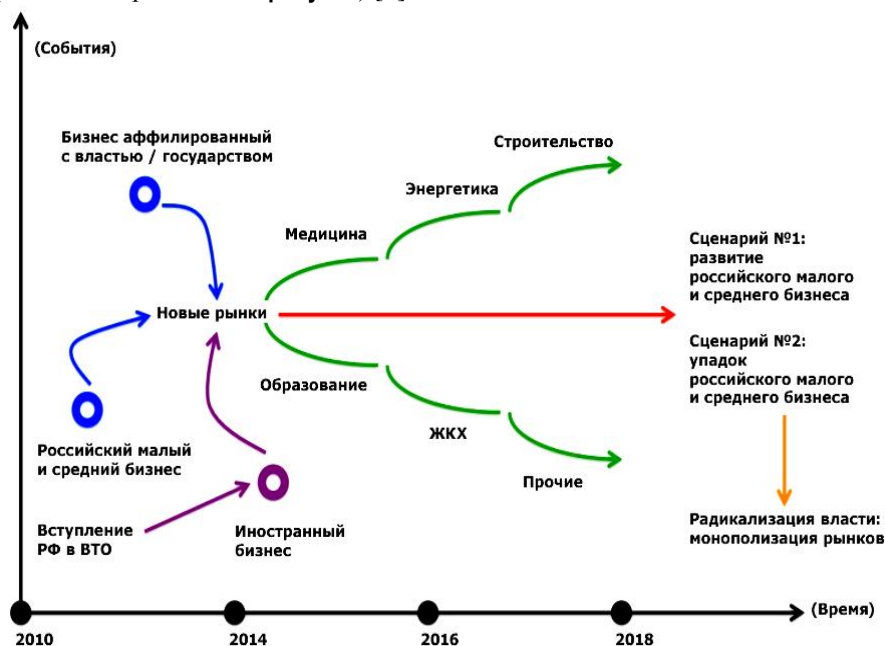 (События)
Бизнес аффилированный
с властью / государством
Строительство
Энергетика
Медицина
Сценарий №1:
развитие
российского малого
и среднего бизнеса
Новые рынки
Сценарий №2:
упадок
российского малого
и среднего бизнеса
Образование
ЖКХ
Российский малый
и средний бизнес
Прочие
Вступление
РФ в ВТО
Иностранный
бизнес
Радикализация власти:
монополизация рынков
(Время)
2010
2014
2016
2018